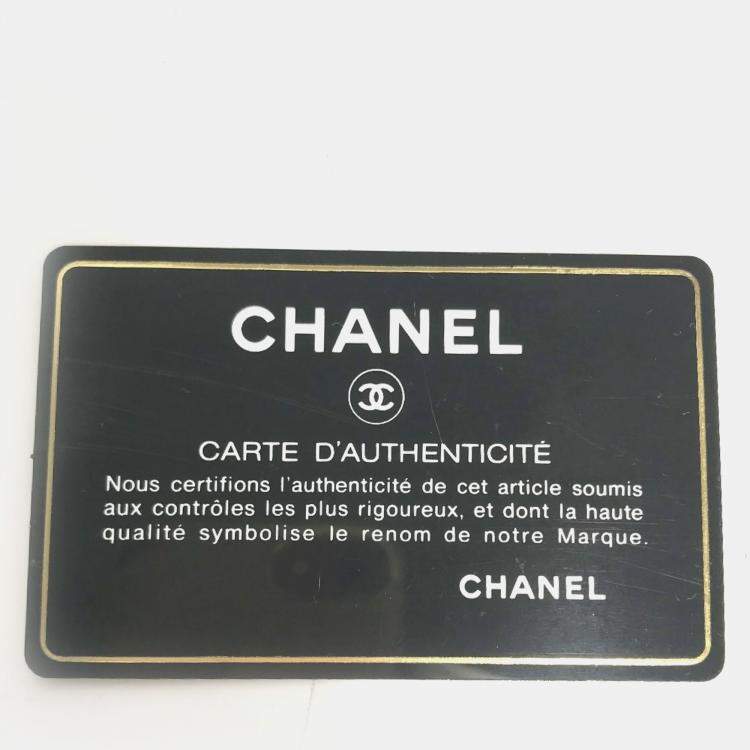 CHANEL
CARTE D'AUTHENTICITÉ
Nous certifions l'authenticité de cet article soumis
aux contrôles les plus rigoureux, et dont la haute
qualité symbolise le renom de notre Marque.
CHANEL